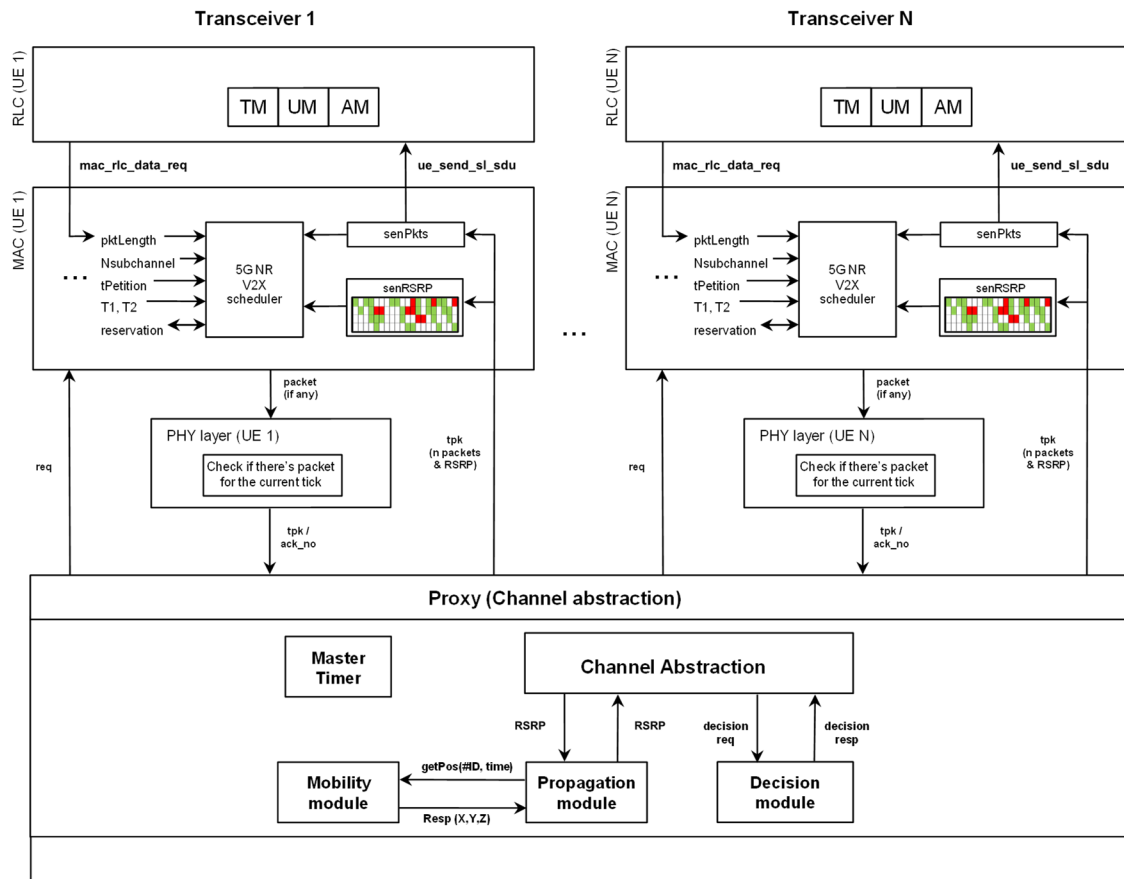 Transceiver 1
Transceiver N
RLC (UE 1)
TM
UM
AM
RLC (UE N)
TM
UM
AM
mac_rlc_data_req
ue_send_sl_sdu
mac_rlc_data_req
ue_send_sl_sdu
MAC (UE 1)
pktLength
Nsubchannel
tPetition
T1, T2
reservation
...
5G NR
V2X
scheduler
senPkts
senRSRP
...
MAC (UE N)
pktLength
Nsubchannel
tPetition
T1, T2
reservation
...
5G NR
V2X
scheduler
senPkts
senRSRP
packet
(if any)
packet
(if any)
PHY layer (UE 1)
Check if there's packet
for the current tick
PHY layer (UE N)
Check if there's packet
for the current tick
req
tpk
(n packets
& RSRP)
req
tpk
(n packets
& RSRP)
tpk /
ack_no
tpk /
ack_no
Proxy (Channel abstraction)
Master
Timer
Channel Abstraction
RSRP
RSRP
decision
req
decision
resp
getPos(#ID, time)
Mobility
module
Resp (X,Y,Z)
Propagation
module
Decision
module